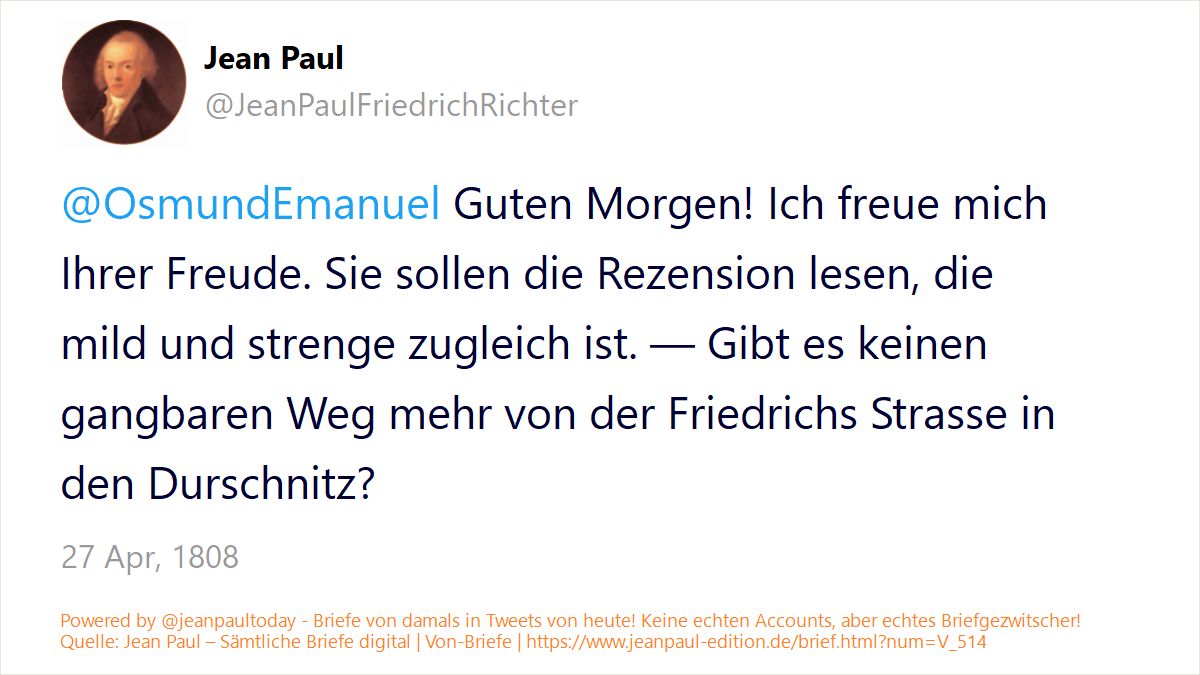 Jean Paul
@JeanPaulFriedrichRichter
@OsmundEmanuel Guten Morgen! Ich freue mich
Ihrer Freude. Sie sollen die Rezension lesen, die
mild und strenge zugleich ist. — Gibt es keinen
gangbaren Weg mehr von der Friedrichs Strasse in
den Durschnitz?
27 Apr, 1808
Powered by @jeanpaultoday - Briefe von damals in Tweets von heute! Keine echten Accounts, aber echtes Briefgezwitscher!
Quelle: Jean Paul – Sämtliche Briefe digital | Von-Briefe | https://www.jeanpaul-edition.de/brief.html?num=V_514